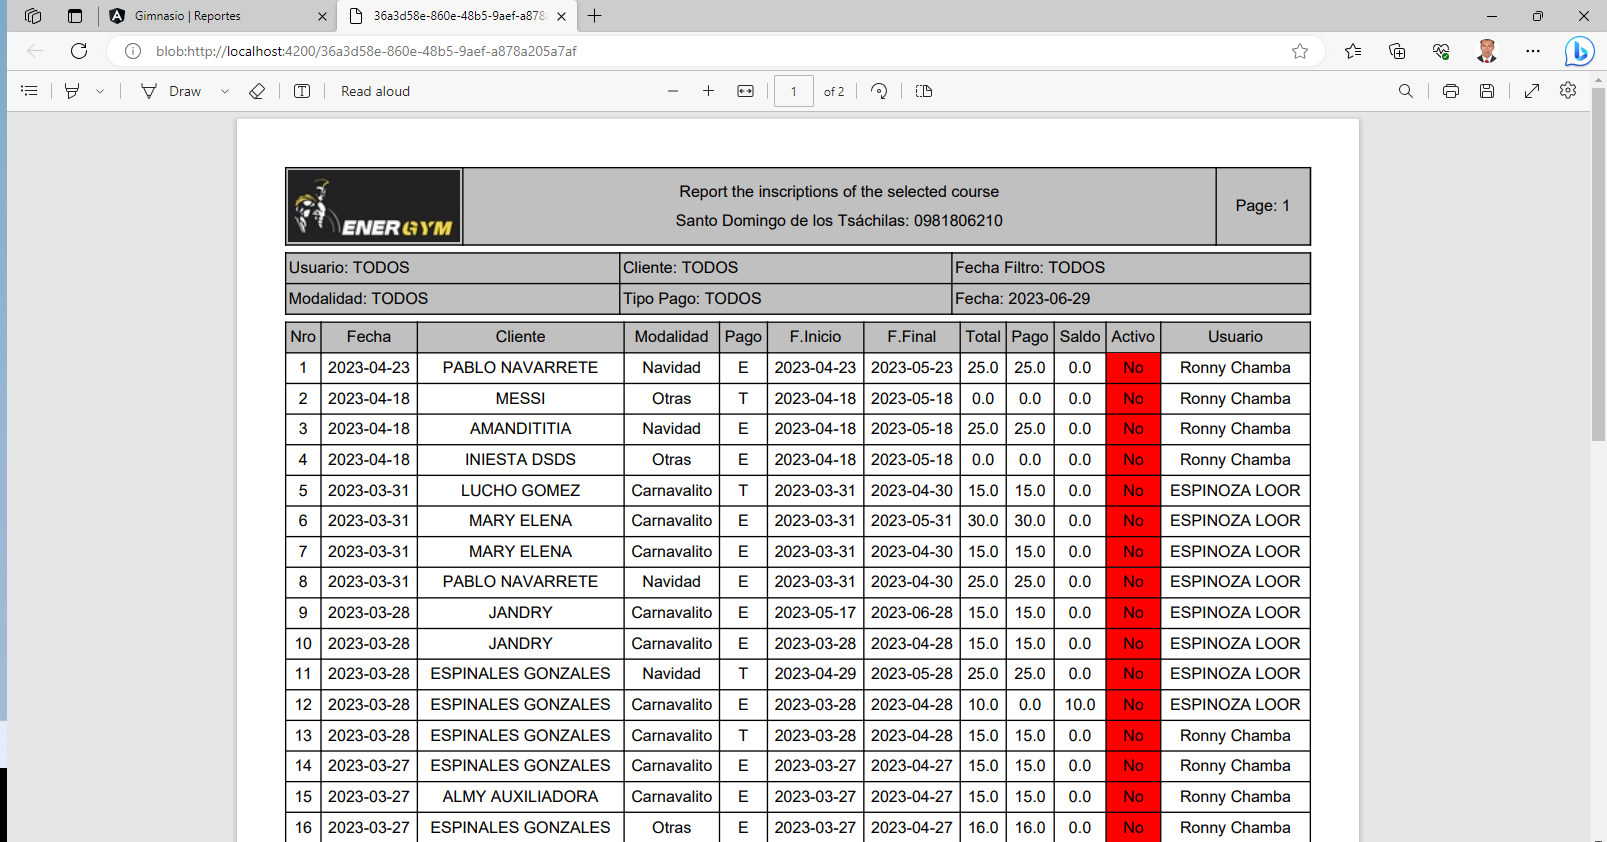 Gimnasio | Reportes
36a3d58e-860e-48b5-9aef-a878
blob:http://localhost:4200/36a3d58e-860e-48b5-9aef-a878a205a7af
Draw Read aloud 1 of 2
ENERGYM
Report the inscriptions of the selected course
Santo Domingo de los Tsáchilas: 0981806210
Page: 1
Usuario: TODOS Cliente: TODOS Fecha Filtro: TODOS
Modalidad: TODOS Tipo Pago: TODOS Fecha: 2023-06-29
Nro Fecha Cliente Modalidad Pago F.Inicio F.Final Total Pago Saldo Activo Usuario
1 2023-04-23 PABLO NAVARRETE Navidad E 2023-04-23 2023-05-23 25.0 25.0 0.0 No Ronny Chamba
2 2023-04-18 MESSI Otras T 2023-04-18 2023-05-18 0.0 0.0 0.0 No Ronny Chamba
3 2023-04-18 AMANDITITIA Navidad E 2023-04-18 2023-05-18 25.0 25.0 0.0 No Ronny Chamba
4 2023-04-18 INIESTA DSDS Otras E 2023-04-18 2023-05-18 0.0 0.0 0.0 No Ronny Chamba
5 2023-03-31 LUCHO GOMEZ Carnavalito T 2023-03-31 2023-04-30 15.0 15.0 0.0 No ESPINOZA LOOR
6 2023-03-31 MARY ELENA Carnavalito E 2023-03-31 2023-05-31 30.0 30.0 0.0 No ESPINOZA LOOR
7 2023-03-31 MARY ELENA Carnavalito E 2023-03-31 2023-04-30 15.0 15.0 0.0 No ESPINOZA LOOR
8 2023-03-31 PABLO NAVARRETE Navidad E 2023-03-31 2023-04-30 25.0 25.0 0.0 No ESPINOZA LOOR
9 2023-03-28 JANDRY Carnavalito E 2023-05-17 2023-06-28 15.0 15.0 0.0 No ESPINOZA LOOR
10 2023-03-28 JANDRY Carnavalito E 2023-03-28 2023-04-28 15.0 15.0 0.0 No ESPINOZA LOOR
11 2023-03-28 ESPINALES GONZALES Navidad T 2023-04-29 2023-05-28 25.0 25.0 0.0 No ESPINOZA LOOR
12 2023-03-28 ESPINALES GONZALES Carnavalito E 2023-03-28 2023-04-28 10.0 0.0 10.0 No ESPINOZA LOOR
13 2023-03-28 ESPINALES GONZALES Carnavalito T 2023-03-28 2023-04-28 15.0 15.0 0.0 No Ronny Chamba
14 2023-03-27 ESPINALES GONZALES Carnavalito E 2023-03-27 2023-04-27 15.0 15.0 0.0 No Ronny Chamba
15 2023-03-27 ALMY AUXILIADORA Carnavalito E 2023-03-27 2023-04-27 15.0 15.0 0.0 No Ronny Chamba
16 2023-03-27 ESPINALES GONZALES Otras E 2023-03-27 2023-04-27 16.0 16.0 0.0 No Ronny Chamba